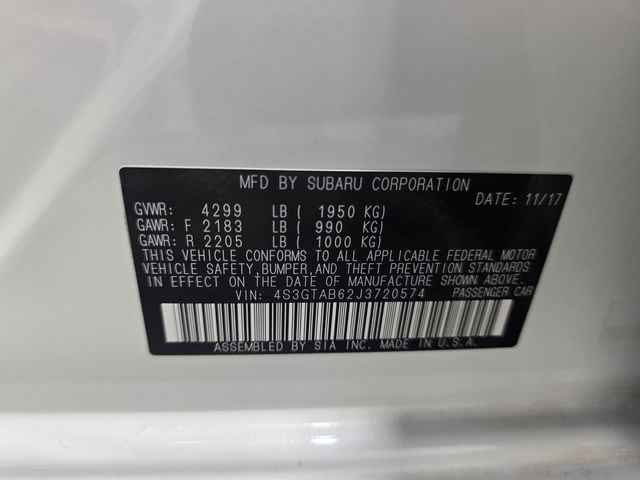 MFD BY SUBARU CORPORATION DATE: 11/17
GVWR: 4299 LB ( 1950 KG)
GAWR: F 2183 LB ( 990 KG)
GAWR: R 2205 LB ( 1000 KG)
THIS VEHICLE CONFORMS TO ALL APPLICABLE FEDERAL MOTOR
VEHICLE SAFETY, BUMPER, AND THEFT PREVENTION STANDARDS
IN EFFECT ON THE DATE OF MANUFACTURE SHOWN ABOVE.
VIN: 4S3GTAB62J3720574 PASSENGER CAR
ASSEMBLED BY SIA INC. MADE IN U.S.A.